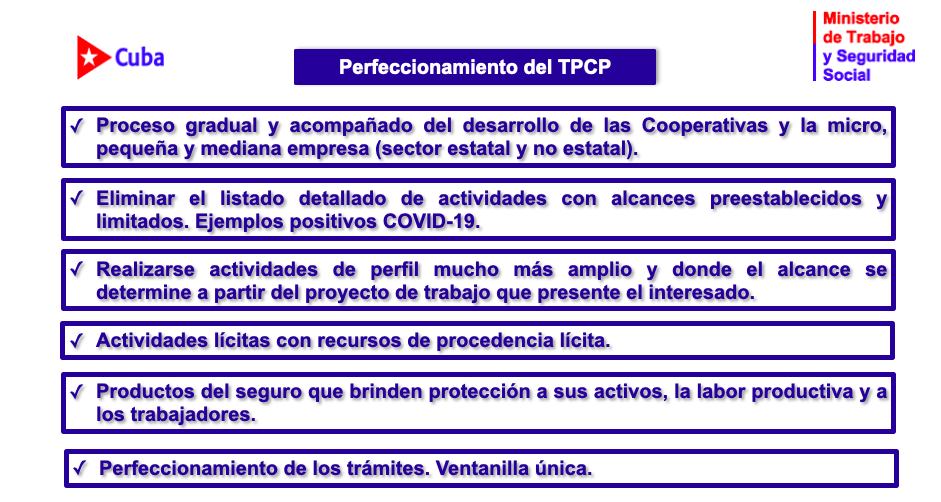 Cuba
Ministerio
de Trabajo
y Seguridad
Social
Perfeccionamiento del TPCP
✓ Proceso gradual y acompañado del desarrollo de las Cooperativas y la micro,
pequeña y mediana empresa (sector estatal y no estatal).
✓ Eliminar el listado detallado de actividades con alcances preestablecidos y
limitados. Ejemplos positivos COVID-19.
✓ Realizarse actividades de perfil mucho más amplio y donde el alcance se
determine a partir del proyecto de trabajo que presente el interesado.
✓ Actividades lícitas con recursos de procedencia lícita.
✓ Productos del seguro que brinden protección a sus activos, la labor productiva y a
los trabajadores.
✓ Perfeccionamiento de los trámites. Ventanilla única.